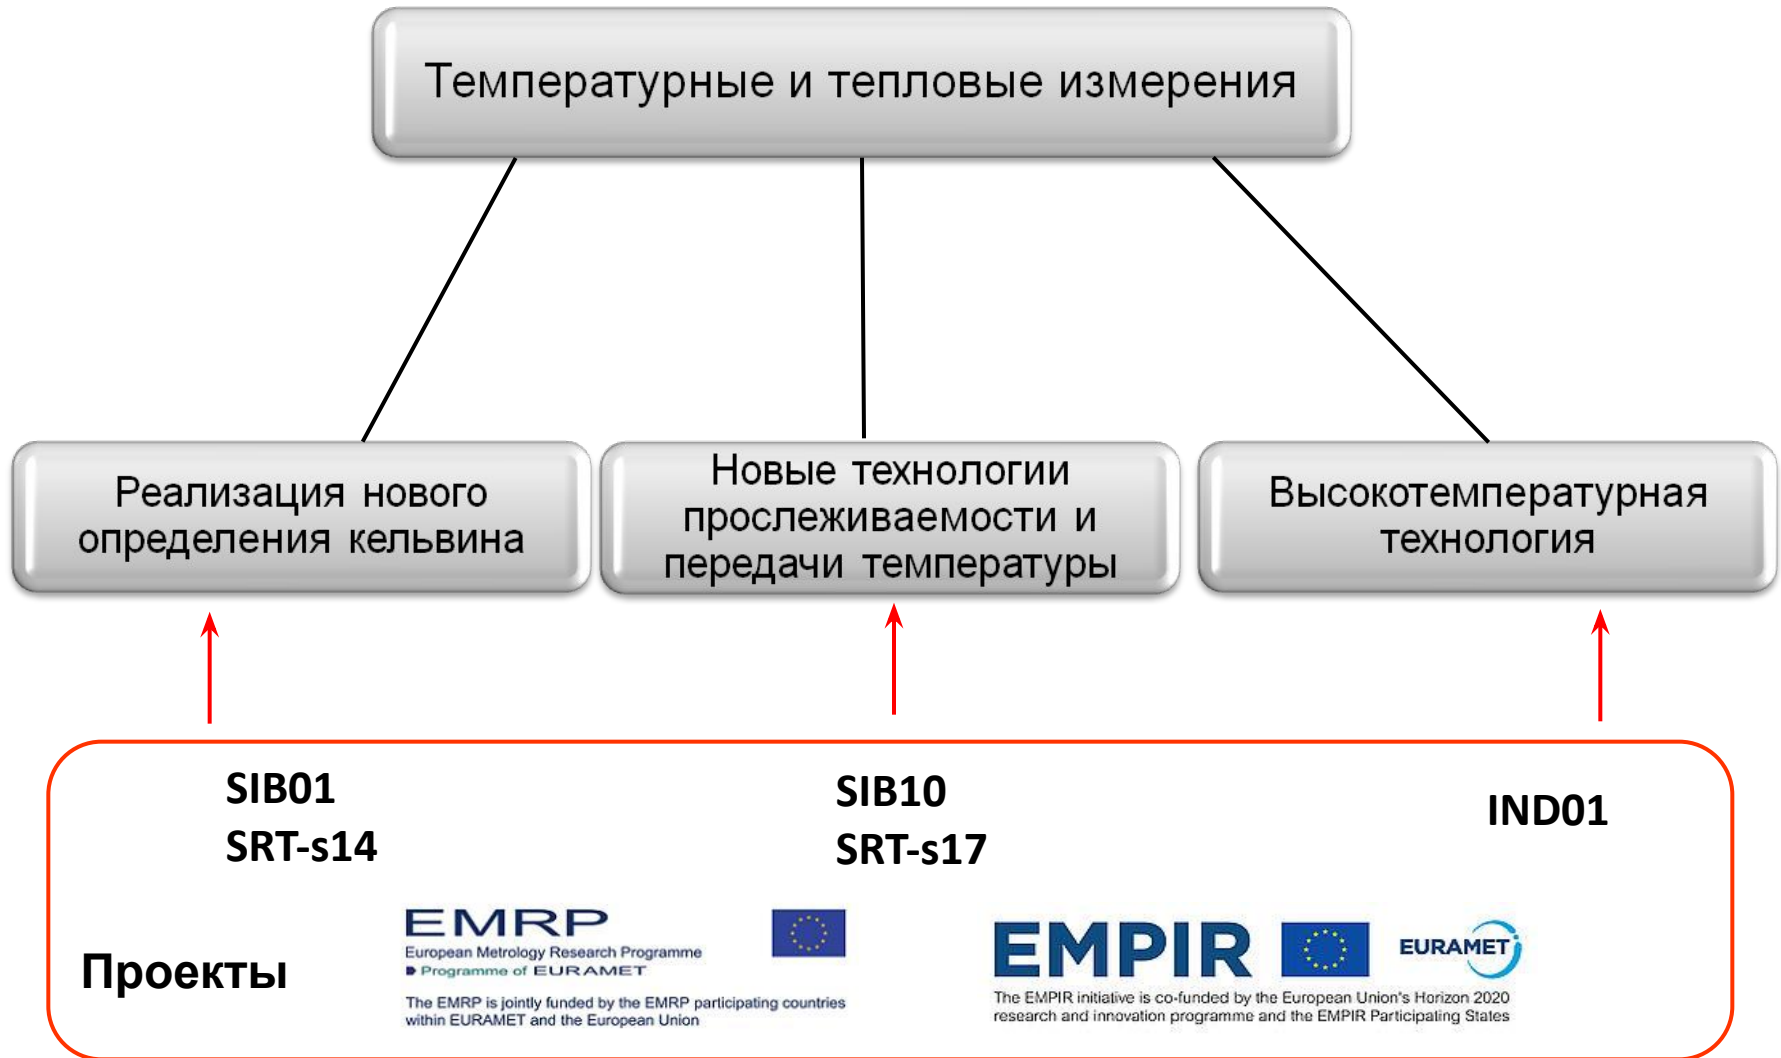 Температурные и тепловые измерения
Реализация нового
определения кельвина
Новые технологии
прослеживаемости и
передачи температуры
Высокотемпературная
технология
SIB01
SRT-s14
SIB10
SRT-s17
IND01
Проекты
EMRP
European Metrology Research Programme
Programme of EURAMET
The EMRP is jointly funded by the EMRP participating countries
within EURAMET and the European Union
EMPIR
EURAMET
The EMPIR initiative is co-funded by the European Union's Horizon 2020
research and innovation programme and the EMPIR Participating States